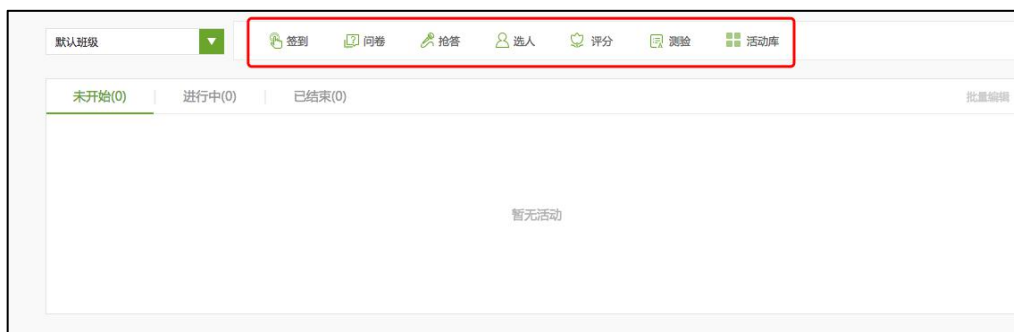 默认班级 签到 问卷 抢答 选人 评分 测验 活动库
未开始(0) 进行中(0) 已结束(0) 批量编辑
暂无活动